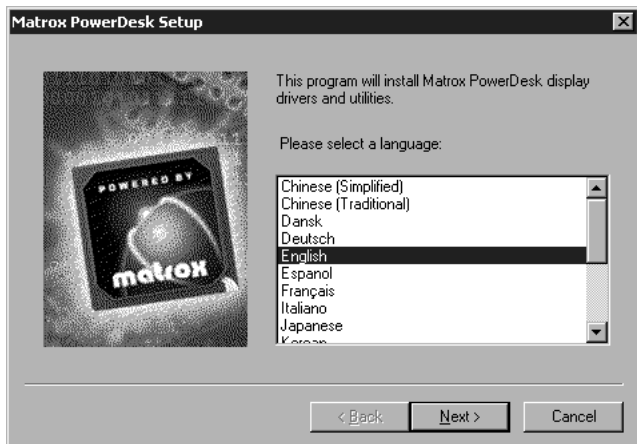 Matrox PowerDesk Setup
This program will install Matrox PowerDesk display
drivers and utilities.
POWERED BY
matrox
Please select a language:
Chinese (Simplified)
Chinese (Traditional)
Dansk
Deutsch
English
Espanol
Français
Italiano
Japanese
Korean
< Back
Next >
Cancel